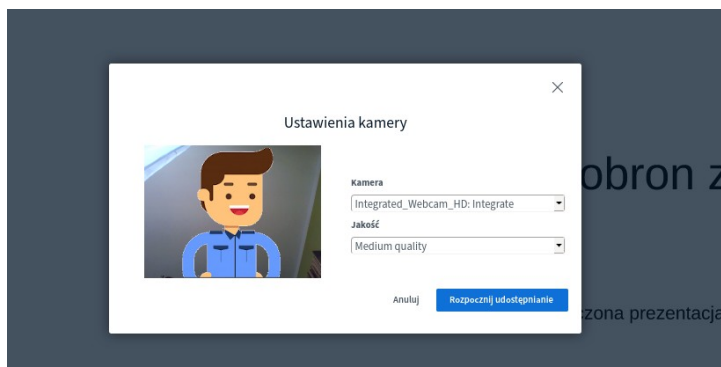 Ustawienia kamery
obron z
Kamera
Integrated_Webcam_HD: Integrate
Jakość
Medium quality
Anuluj Rozpocznij udostępnianie
zona prezentacja